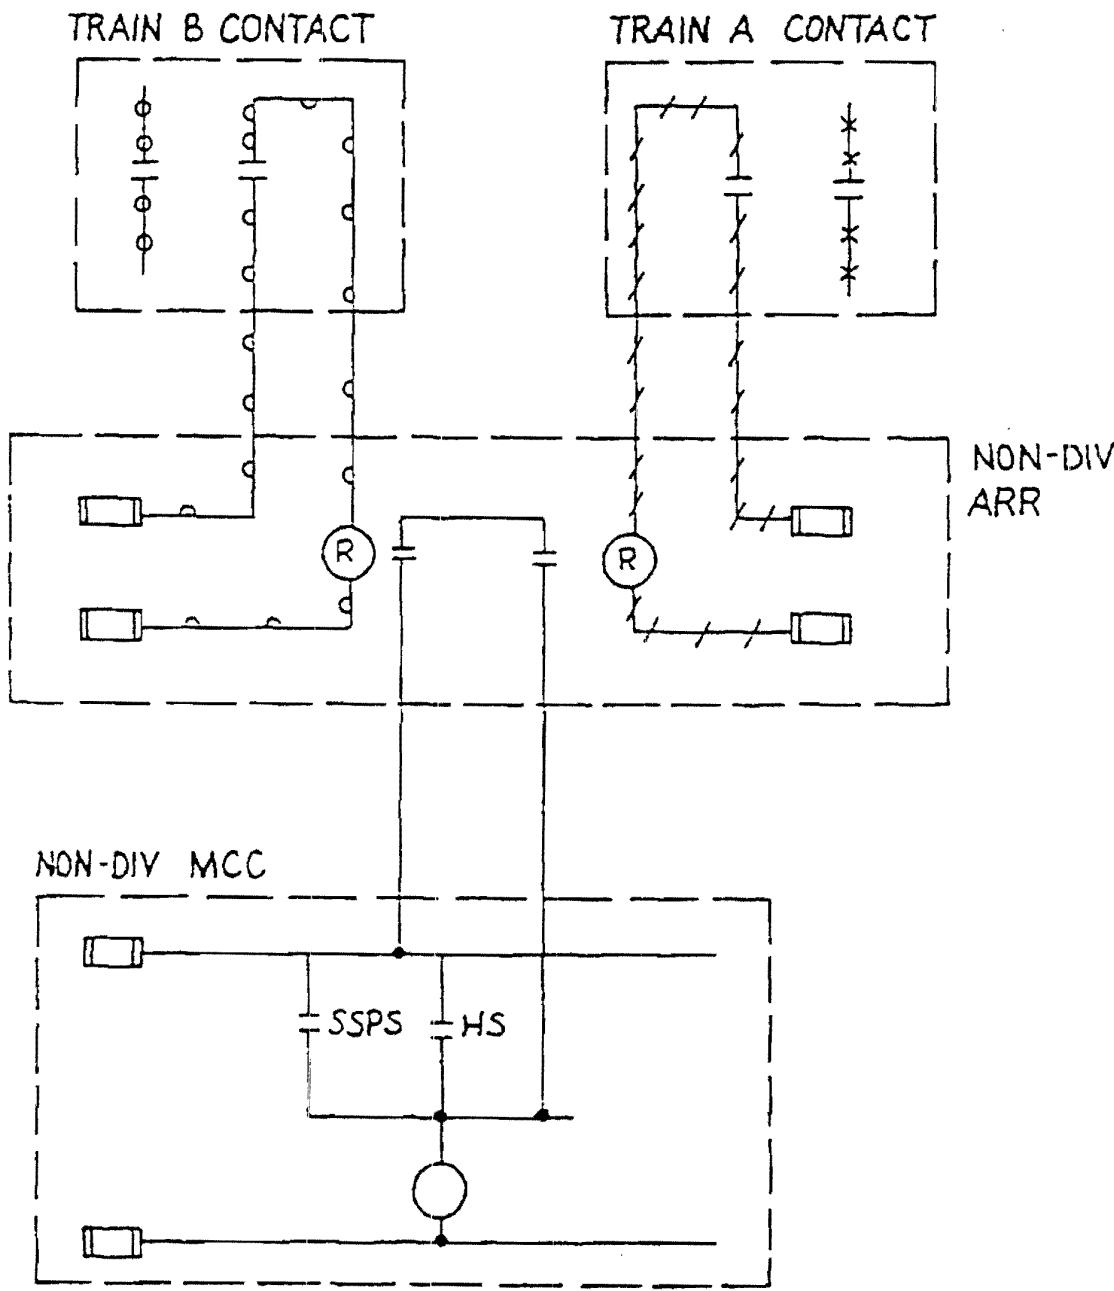 TRAIN B CONTACT
TRAIN A CONTACT
NON-DIV
ARR
R
R
NON-DIV MCC
SSPS
HS